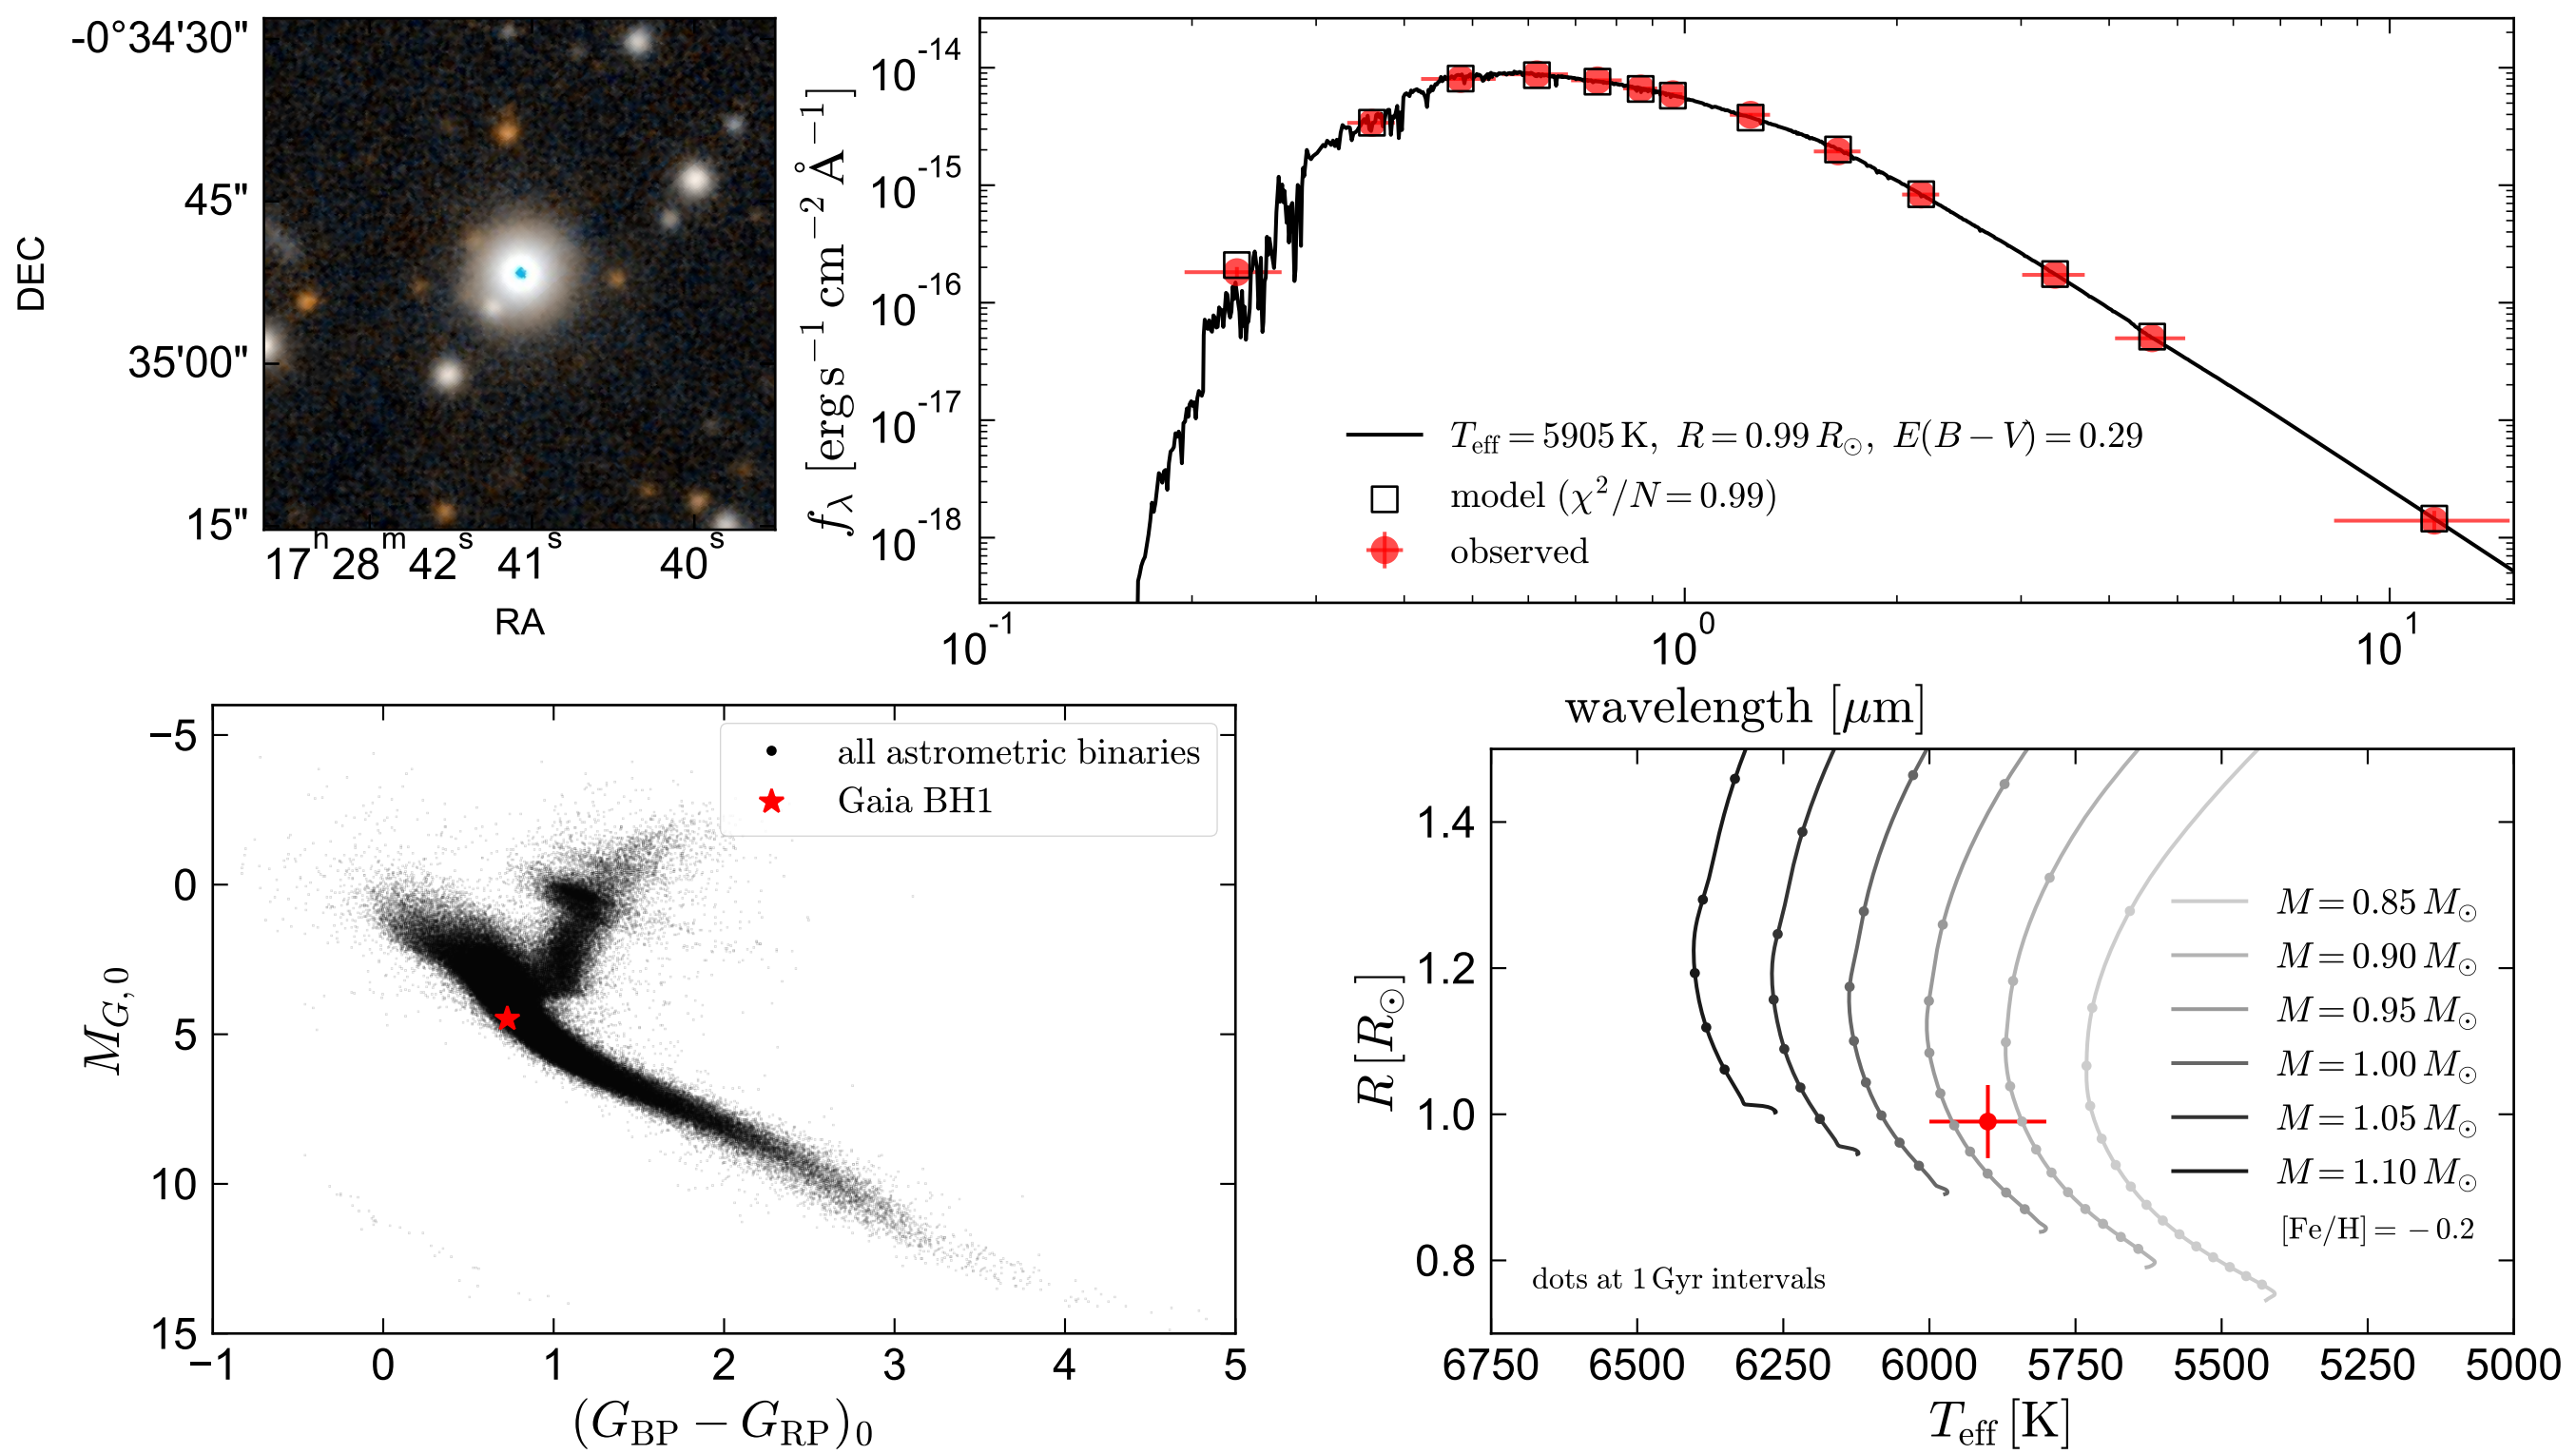 -0°34'30"
45"
35'00"
15"
DEC
17ʰ28ᵐ42ˢ 41ˢ 40ˢ
RA
f_λ [erg s⁻¹ cm⁻² Å⁻¹]
10⁻¹⁴
10⁻¹⁵
10⁻¹⁶
10⁻¹⁷
10⁻¹⁸
T_eff = 5905 K, R = 0.99 R_☉, E(B − V) = 0.29
model (χ²/N = 0.99)
observed
10⁻¹ 10⁰ 10¹
wavelength [μm]
M_{G,0}
−5
0
5
10
15
all astrometric binaries
Gaia BH1
−1 0 1 2 3 4 5
(G_BP − G_RP)₀
R [R_☉]
1.4
1.2
1.0
0.8
M = 0.85 M_☉
M = 0.90 M_☉
M = 0.95 M_☉
M = 1.00 M_☉
M = 1.05 M_☉
M = 1.10 M_☉
[Fe/H] = −0.2
dots at 1 Gyr intervals
6750 6500 6250 6000 5750 5500 5250 5000
T_eff [K]